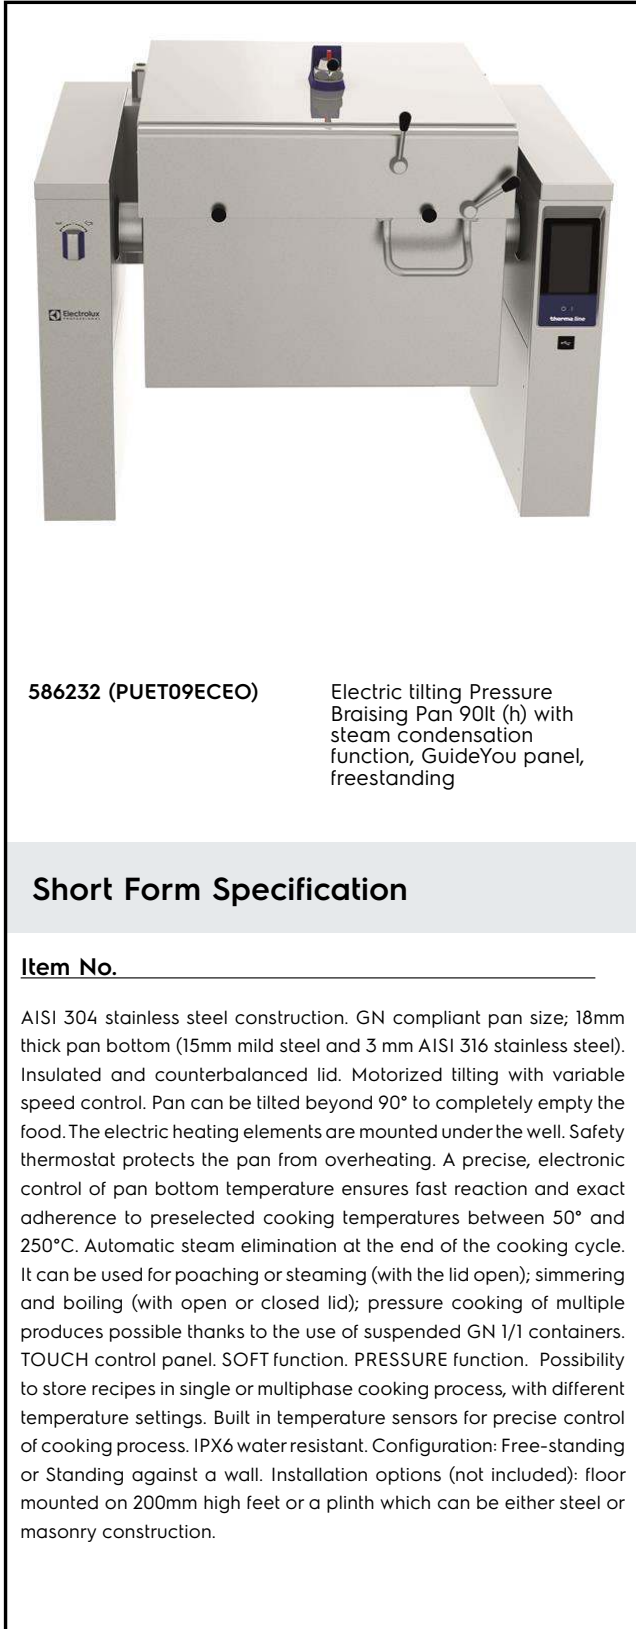 Electrolux
PROFESSIONAL
therma line
586232 (PUET09ECEO)
Electric tilting Pressure
Braising Pan 90lt (h) with
steam condensation
function, GuideYou panel,
freestanding
Short Form Specification
Item No.
AISI 304 stainless steel construction. GN compliant pan size; 18mm
thick pan bottom (15mm mild steel and 3 mm AISI 316 stainless steel).
Insulated and counterbalanced lid. Motorized tilting with variable
speed control. Pan can be tilted beyond 90° to completely empty the
food. The electric heating elements are mounted under the well. Safety
thermostat protects the pan from overheating. A precise, electronic
control of pan bottom temperature ensures fast reaction and exact
adherence to preselected cooking temperatures between 50° and
250°C. Automatic steam elimination at the end of the cooking cycle.
It can be used for poaching or steaming (with the lid open); simmering
and boiling (with open or closed lid); pressure cooking of multiple
produces possible thanks to the use of suspended GN 1/1 containers.
TOUCH control panel. SOFT function. PRESSURE function.  Possibility
to store recipes in single or multiphase cooking process, with different
temperature settings. Built in temperature sensors for precise control
of cooking process. IPX6 water resistant. Configuration: Free-standing
or Standing against a wall. Installation options (not included): floor
mounted on 200mm high feet or a plinth which can be either steel or
masonry construction.